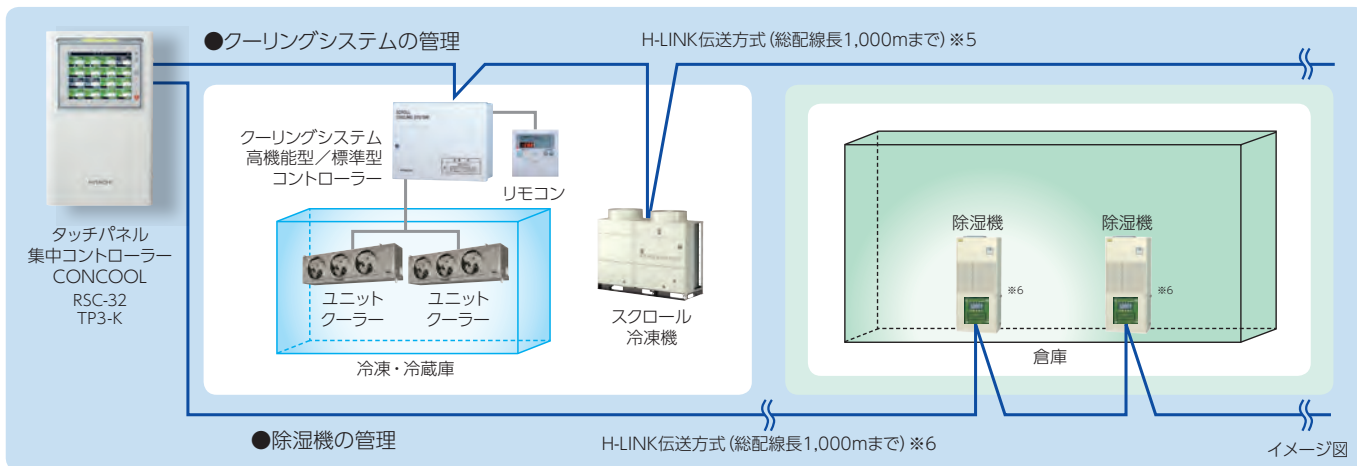 ●クーリングシステムの管理
H-LINK伝送方式(総配線長1,000mまで)※5
クーリングシステム
高機能型/標準型
コントローラー
リモコン
HITACHI
タッチパネル
集中コントローラー
CONCOOL
RSC-32
TP3-K
ユニット
クーラー
ユニット
クーラー
冷凍・冷蔵庫
スクロール
冷凍機
除湿機
除湿機
※6
※6
倉庫
●除湿機の管理
H-LINK伝送方式(総配線長1,000mまで)※6
イメージ図